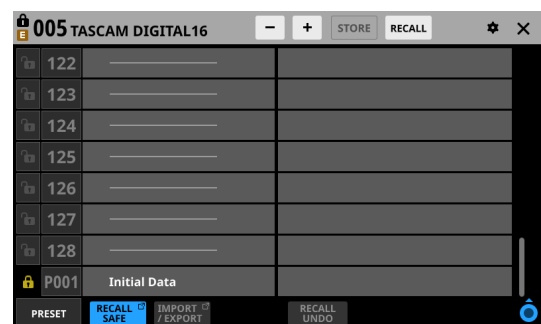 E 005 TASCAM DIGITAL16 − + STORE RECALL ×
122
123
124
125
126
127
128
P001 Initial Data
PRESET RECALL SAFE IMPORT / EXPORT RECALL UNDO